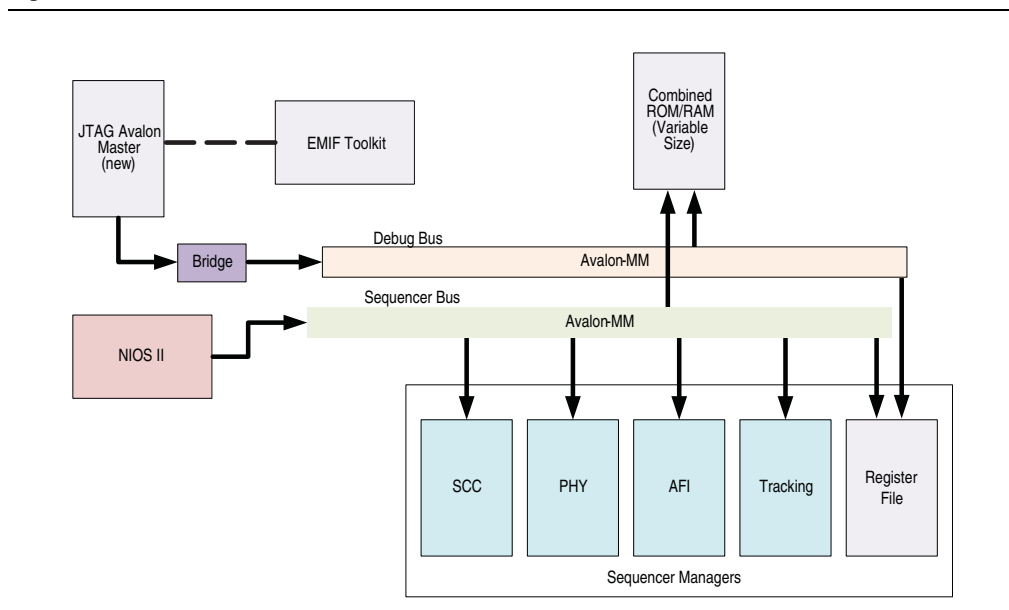 Combined
ROM/RAM
(Variable
Size)
JTAG Avalon
Master
(new)
EMIF Toolkit
Debug Bus
Bridge
Avalon-MM
Sequencer Bus
Avalon-MM
NIOS II
SCC
PHY
AFI
Tracking
Register
File
Sequencer Managers